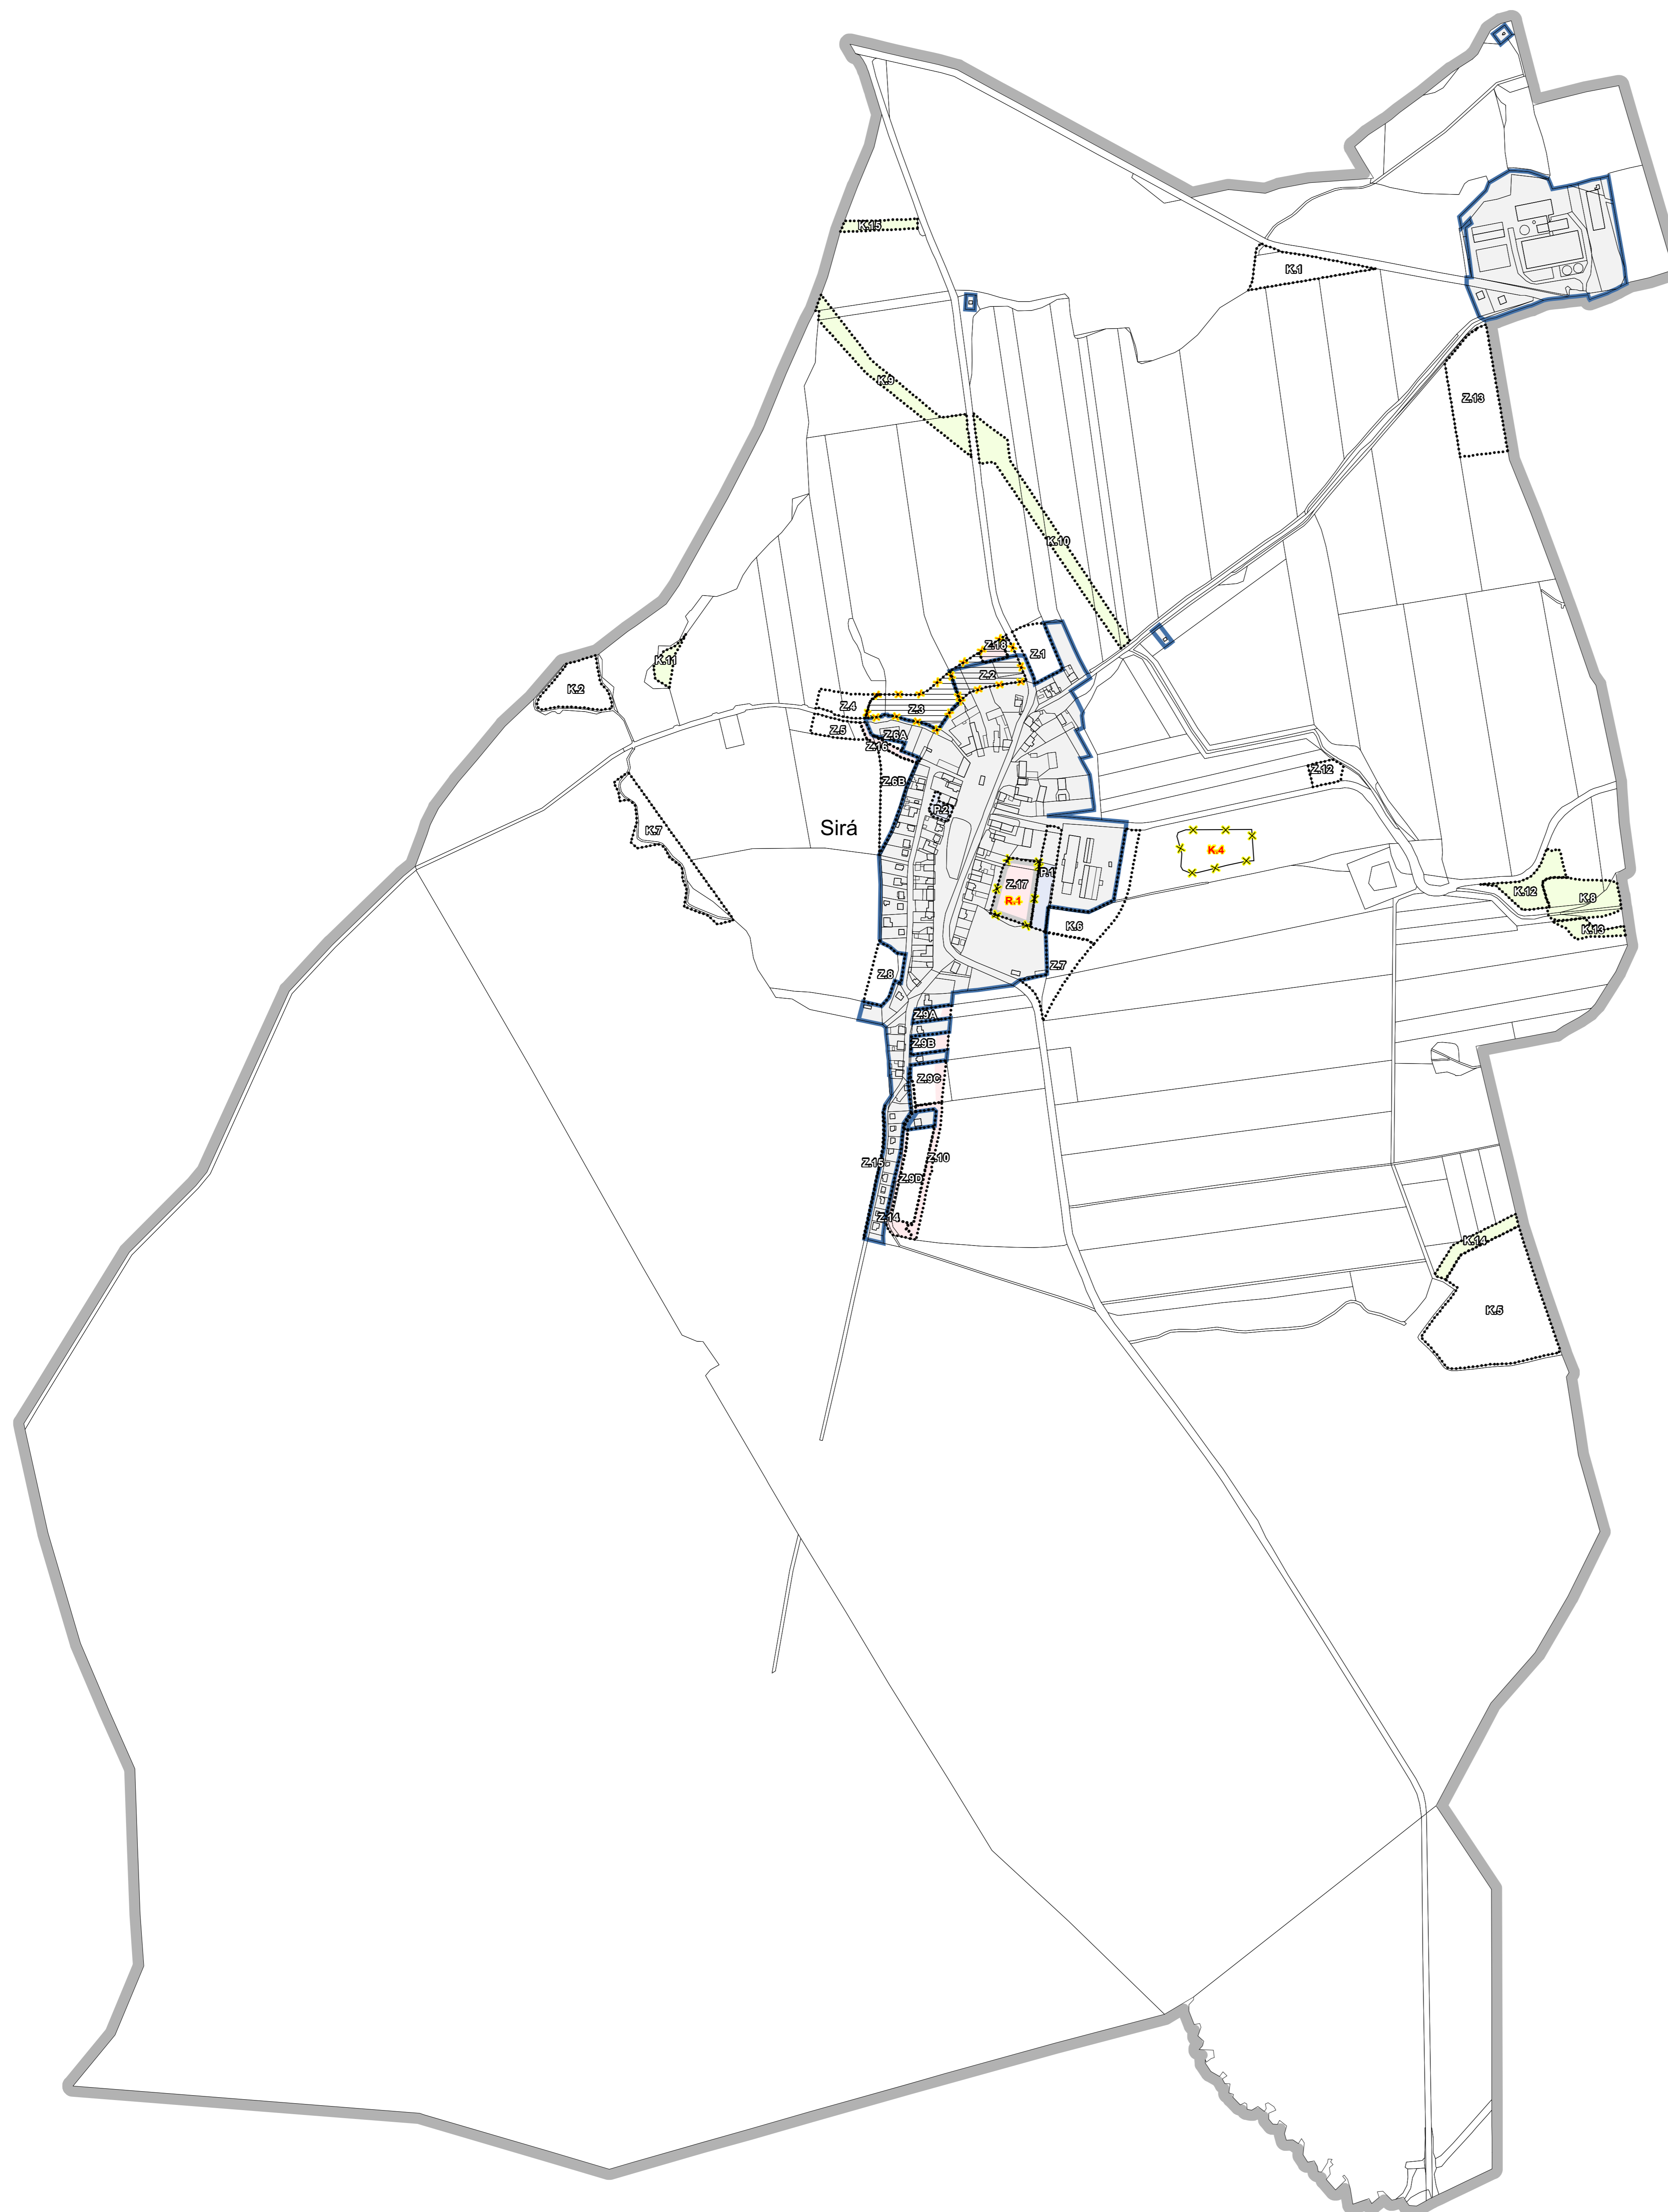 K.15
K.1
K.9
Z.13
K.10
Z.18
Z.1
K.11
Z.2
K.2
Z.4
Z.3
Z.5
Z.6A
Z.16
Z.12
Z.6B
P.2
Sirá
K.7
K.4
P.1
Z.17
R.1
K.12
K.8
K.6
K.13
Z.7
Z.8
Z.9A
Z.9B
Z.9C
Z.10
Z.15
Z.9D
Z.14
K.14
K.5